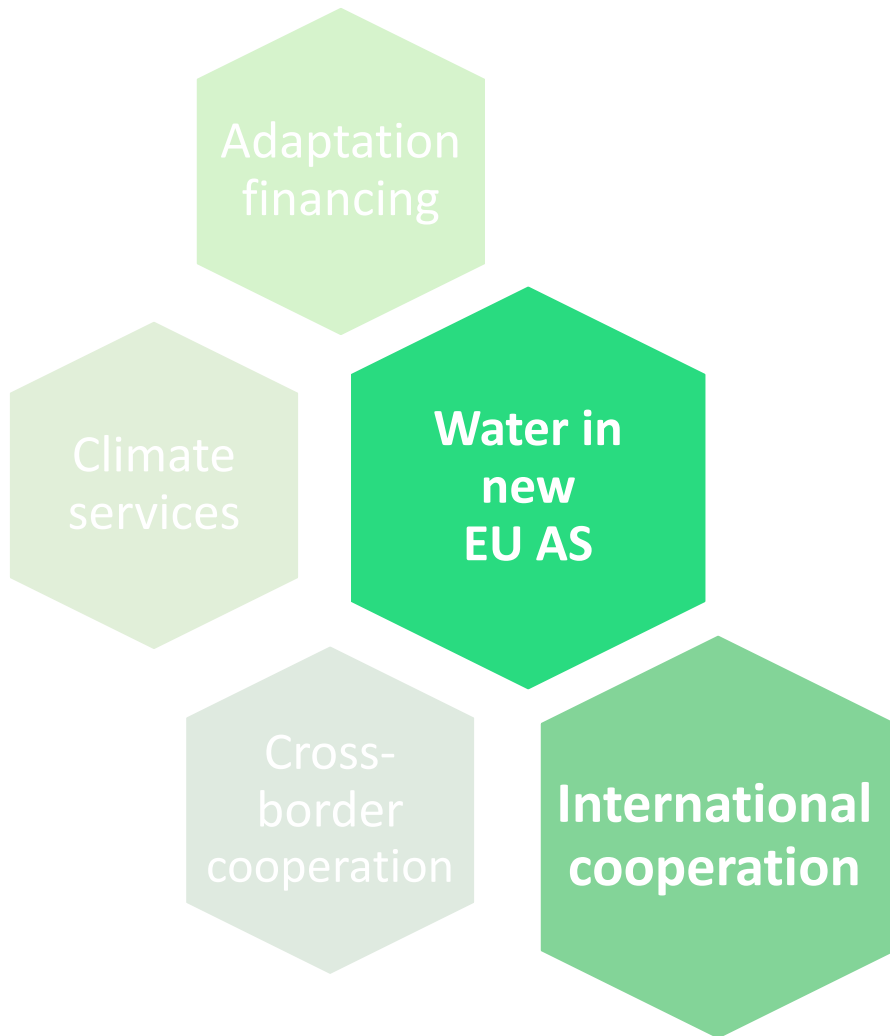 Adaptation
financing
Climate
services
Water in
new
EU AS
Cross-
border
cooperation
International
cooperation